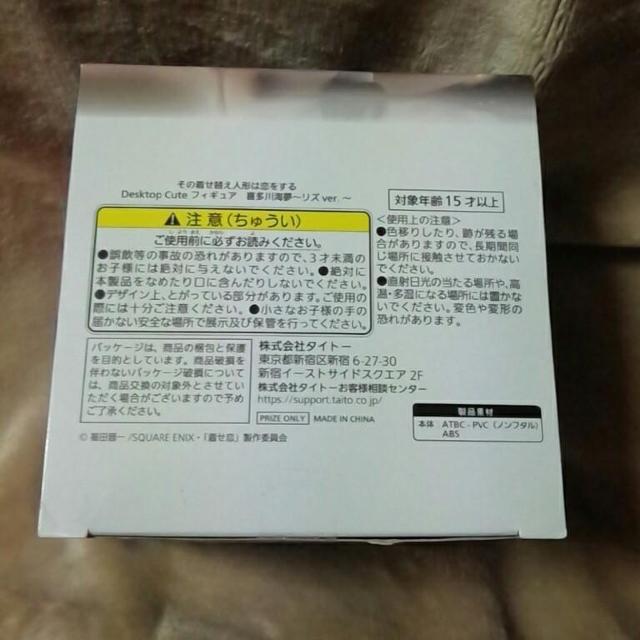 その着せ替え人形は恋をする
Desktop Cute フィギュア 喜多川海夢～リズ ver. ～
⚠注意(ちゅうい)
ご使用前に必ずお読みください。
●誤飲等の事故の恐れがありますので、3才未満の
お子様には絶対に与えないでください。●絶対に
本製品をなめたり口に含んだりしないでください。
●デザイン上、とがっている部分があります。ご使用の
際には十分ご注意ください。●小さなお子様の手の
届かない安全な場所で展示及び保管を行ってください。
対象年齢15才以上
＜使用上の注意＞
●色移りしたり、跡が残る場
合がありますので、長期間同
じ場所に接触させておかない
でください。
●直射日光の当たる場所や、高
温・多湿になる場所には置かな
いでください。変色や変形の
恐れがあります。
パッケージは、商品の梱包と保護
を目的としています。商品破損を
伴わないパッケージ破損について
は、商品交換の対象外とさせてい
ただく場合がございますので予め
ご了承ください。
株式会社タイトー
東京都新宿区新宿 6-27-30
新宿イーストサイドスクエア 2F
株式会社タイトーお客様相談センター
https://support.taito.co.jp/
PRIZE ONLY MADE IN CHINA
製品素材
本体 ATBC-PVC (ノンフタル)
ABS
© 福田晋一/SQUARE ENIX・「着せ恋」製作委員会